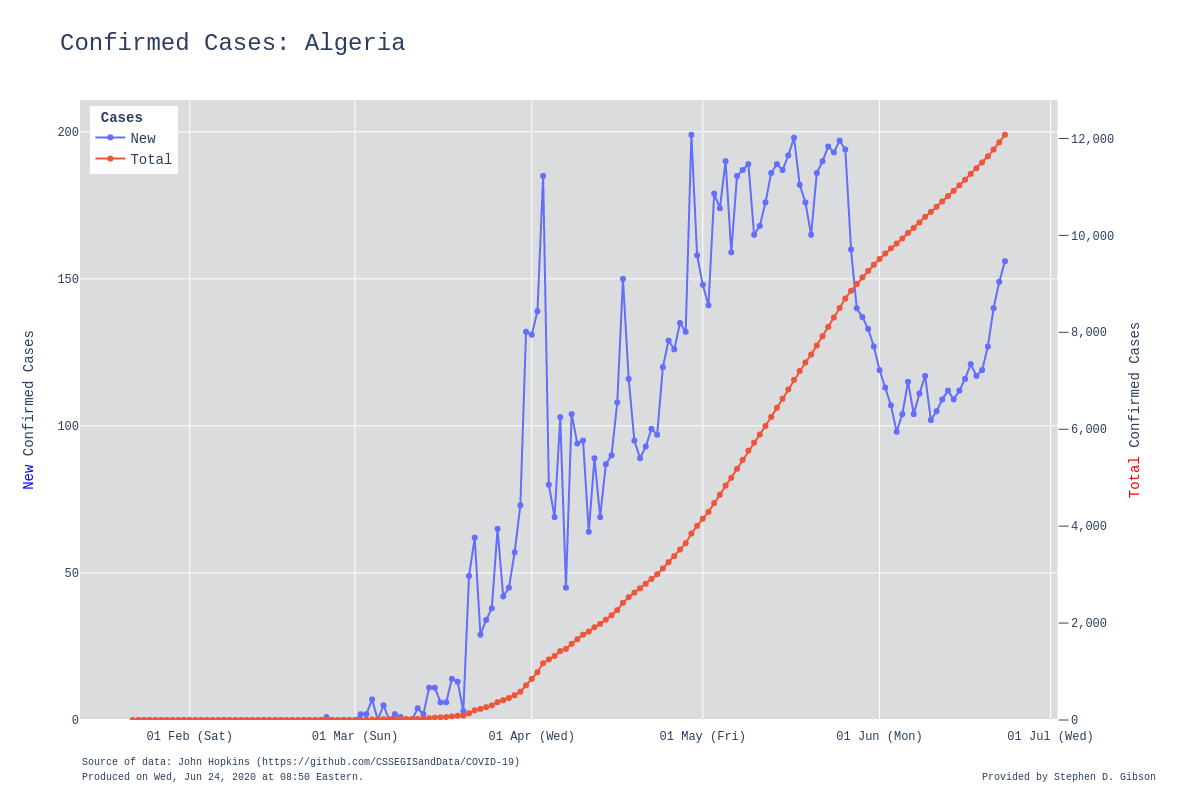 Confirmed Cases: Algeria
Cases
New
Total
200
150
100
50
0
12,000
10,000
8,000
6,000
4,000
2,000
0
New Confirmed Cases
Total Confirmed Cases
01 Feb (Sat)
01 Mar (Sun)
01 Apr (Wed)
01 May (Fri)
01 Jun (Mon)
01 Jul (Wed)
Source of data: John Hopkins (https://github.com/CSSEGISandData/COVID-19)
Produced on Wed, Jun 24, 2020 at 08:50 Eastern.
Provided by Stephen D. Gibson